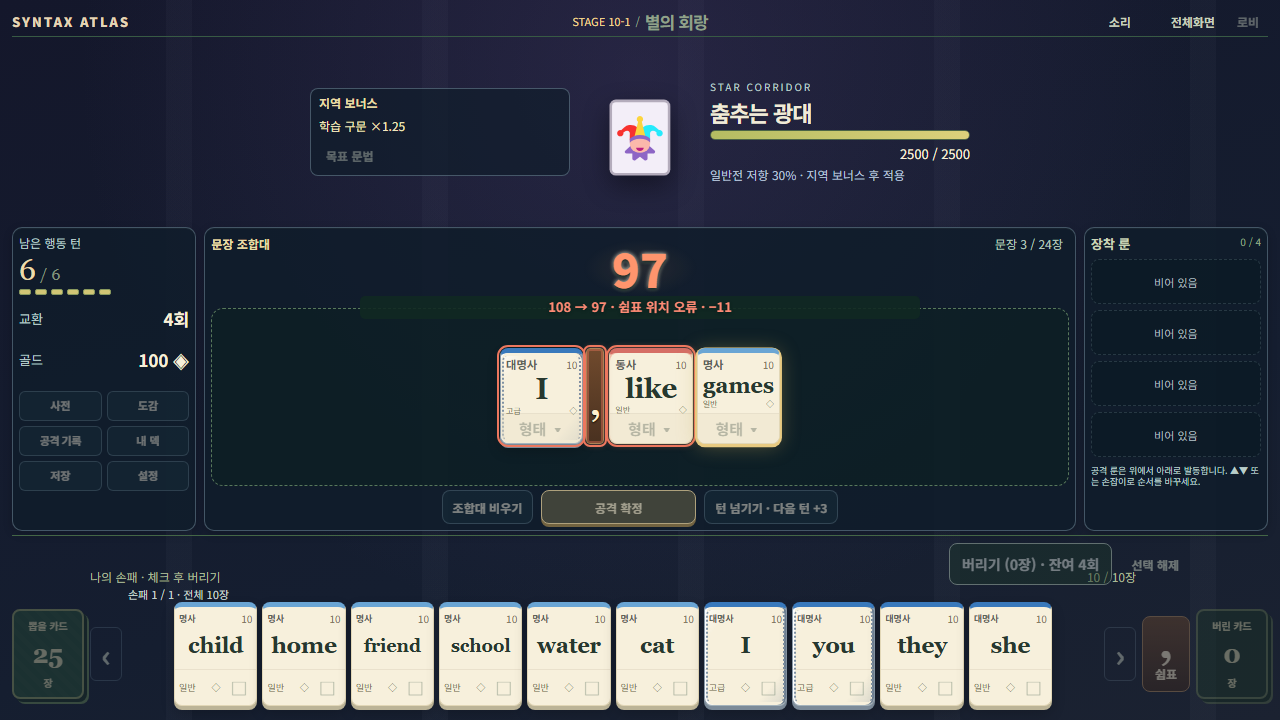 SYNTAX ATLAS
STAGE 10-1 / 별의 회랑
소리
전체화면
로비
지역 보너스
학습 구문 ×1.25
목표 문법
STAR CORRIDOR
춤추는 광대
2500 / 2500
일반전 저항 30% · 지역 보너스 후 적용
남은 행동 턴
6 / 6
교환 4회
골드 100 ◈
사전
도감
공격 기록
내 덱
저장
설정
문장 조합대
문장 3 / 24장
97
108 → 97 · 쉼표 위치 오류 · −11
대명사 10
I
고급 ◇
형태 ▾
,
동사 10
like
일반 ◇
형태 ▾
명사 10
games
일반 ◇
형태 ▾
조합대 비우기
공격 확정
턴 넘기기 · 다음 턴 +3
장착 룬 0 / 4
비어 있음
비어 있음
비어 있음
비어 있음
공격 룬은 위에서 아래로 발동합니다. ▲▼ 또
는 손잡이로 순서를 바꾸세요.
나의 손패 · 체크 후 버리기
손패 1 / 1 · 전체 10장
버리기 (0장) · 잔여 4회
선택 해제
10 / 10장
뽑을 카드
25
장
‹
명사 10
child
일반 ◇
명사 10
home
일반 ◇
명사 10
friend
일반 ◇
명사 10
school
일반 ◇
명사 10
water
일반 ◇
명사 10
cat
일반 ◇
대명사 10
I
고급 ◇
대명사 10
you
고급 ◇
대명사 10
they
일반 ◇
대명사 10
she
일반 ◇
›
,
쉼표
버린 카드
0
장